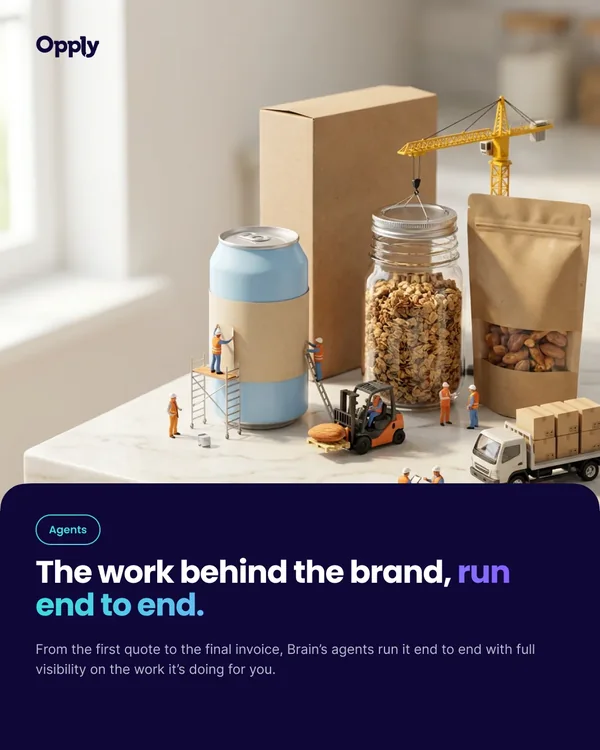 Opply
Agents
The work behind the brand, run
end to end.
From the first quote to the final invoice, Brain’s agents run it end to end with full
visibility on the work it’s doing for you.